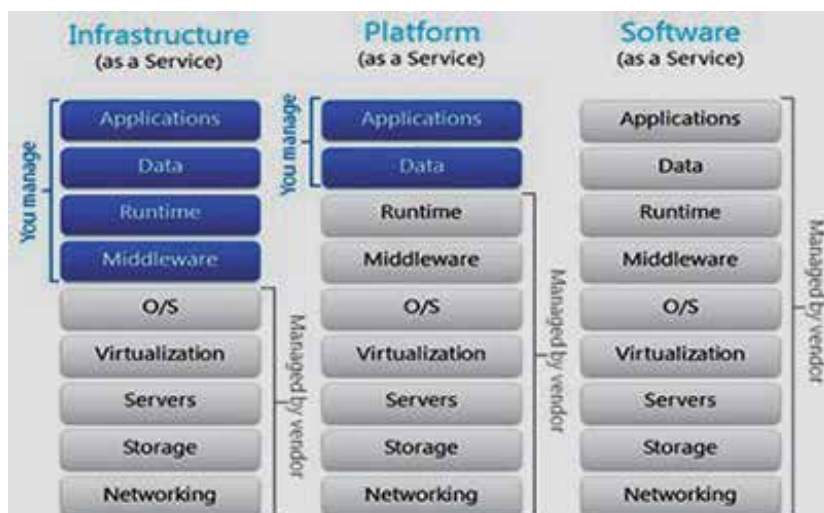 Infrastructure
(as a Service)
You manage
Applications
Data
Runtime
Middleware
O/S
Virtualization
Servers
Storage
Networking
Managed by vendor
Platform
(as a Service)
You manage
Applications
Data
Runtime
Middleware
O/S
Virtualization
Servers
Storage
Networking
Managed by vendor
Software
(as a Service)
Applications
Data
Runtime
Middleware
O/S
Virtualization
Servers
Storage
Networking
Managed by vendor